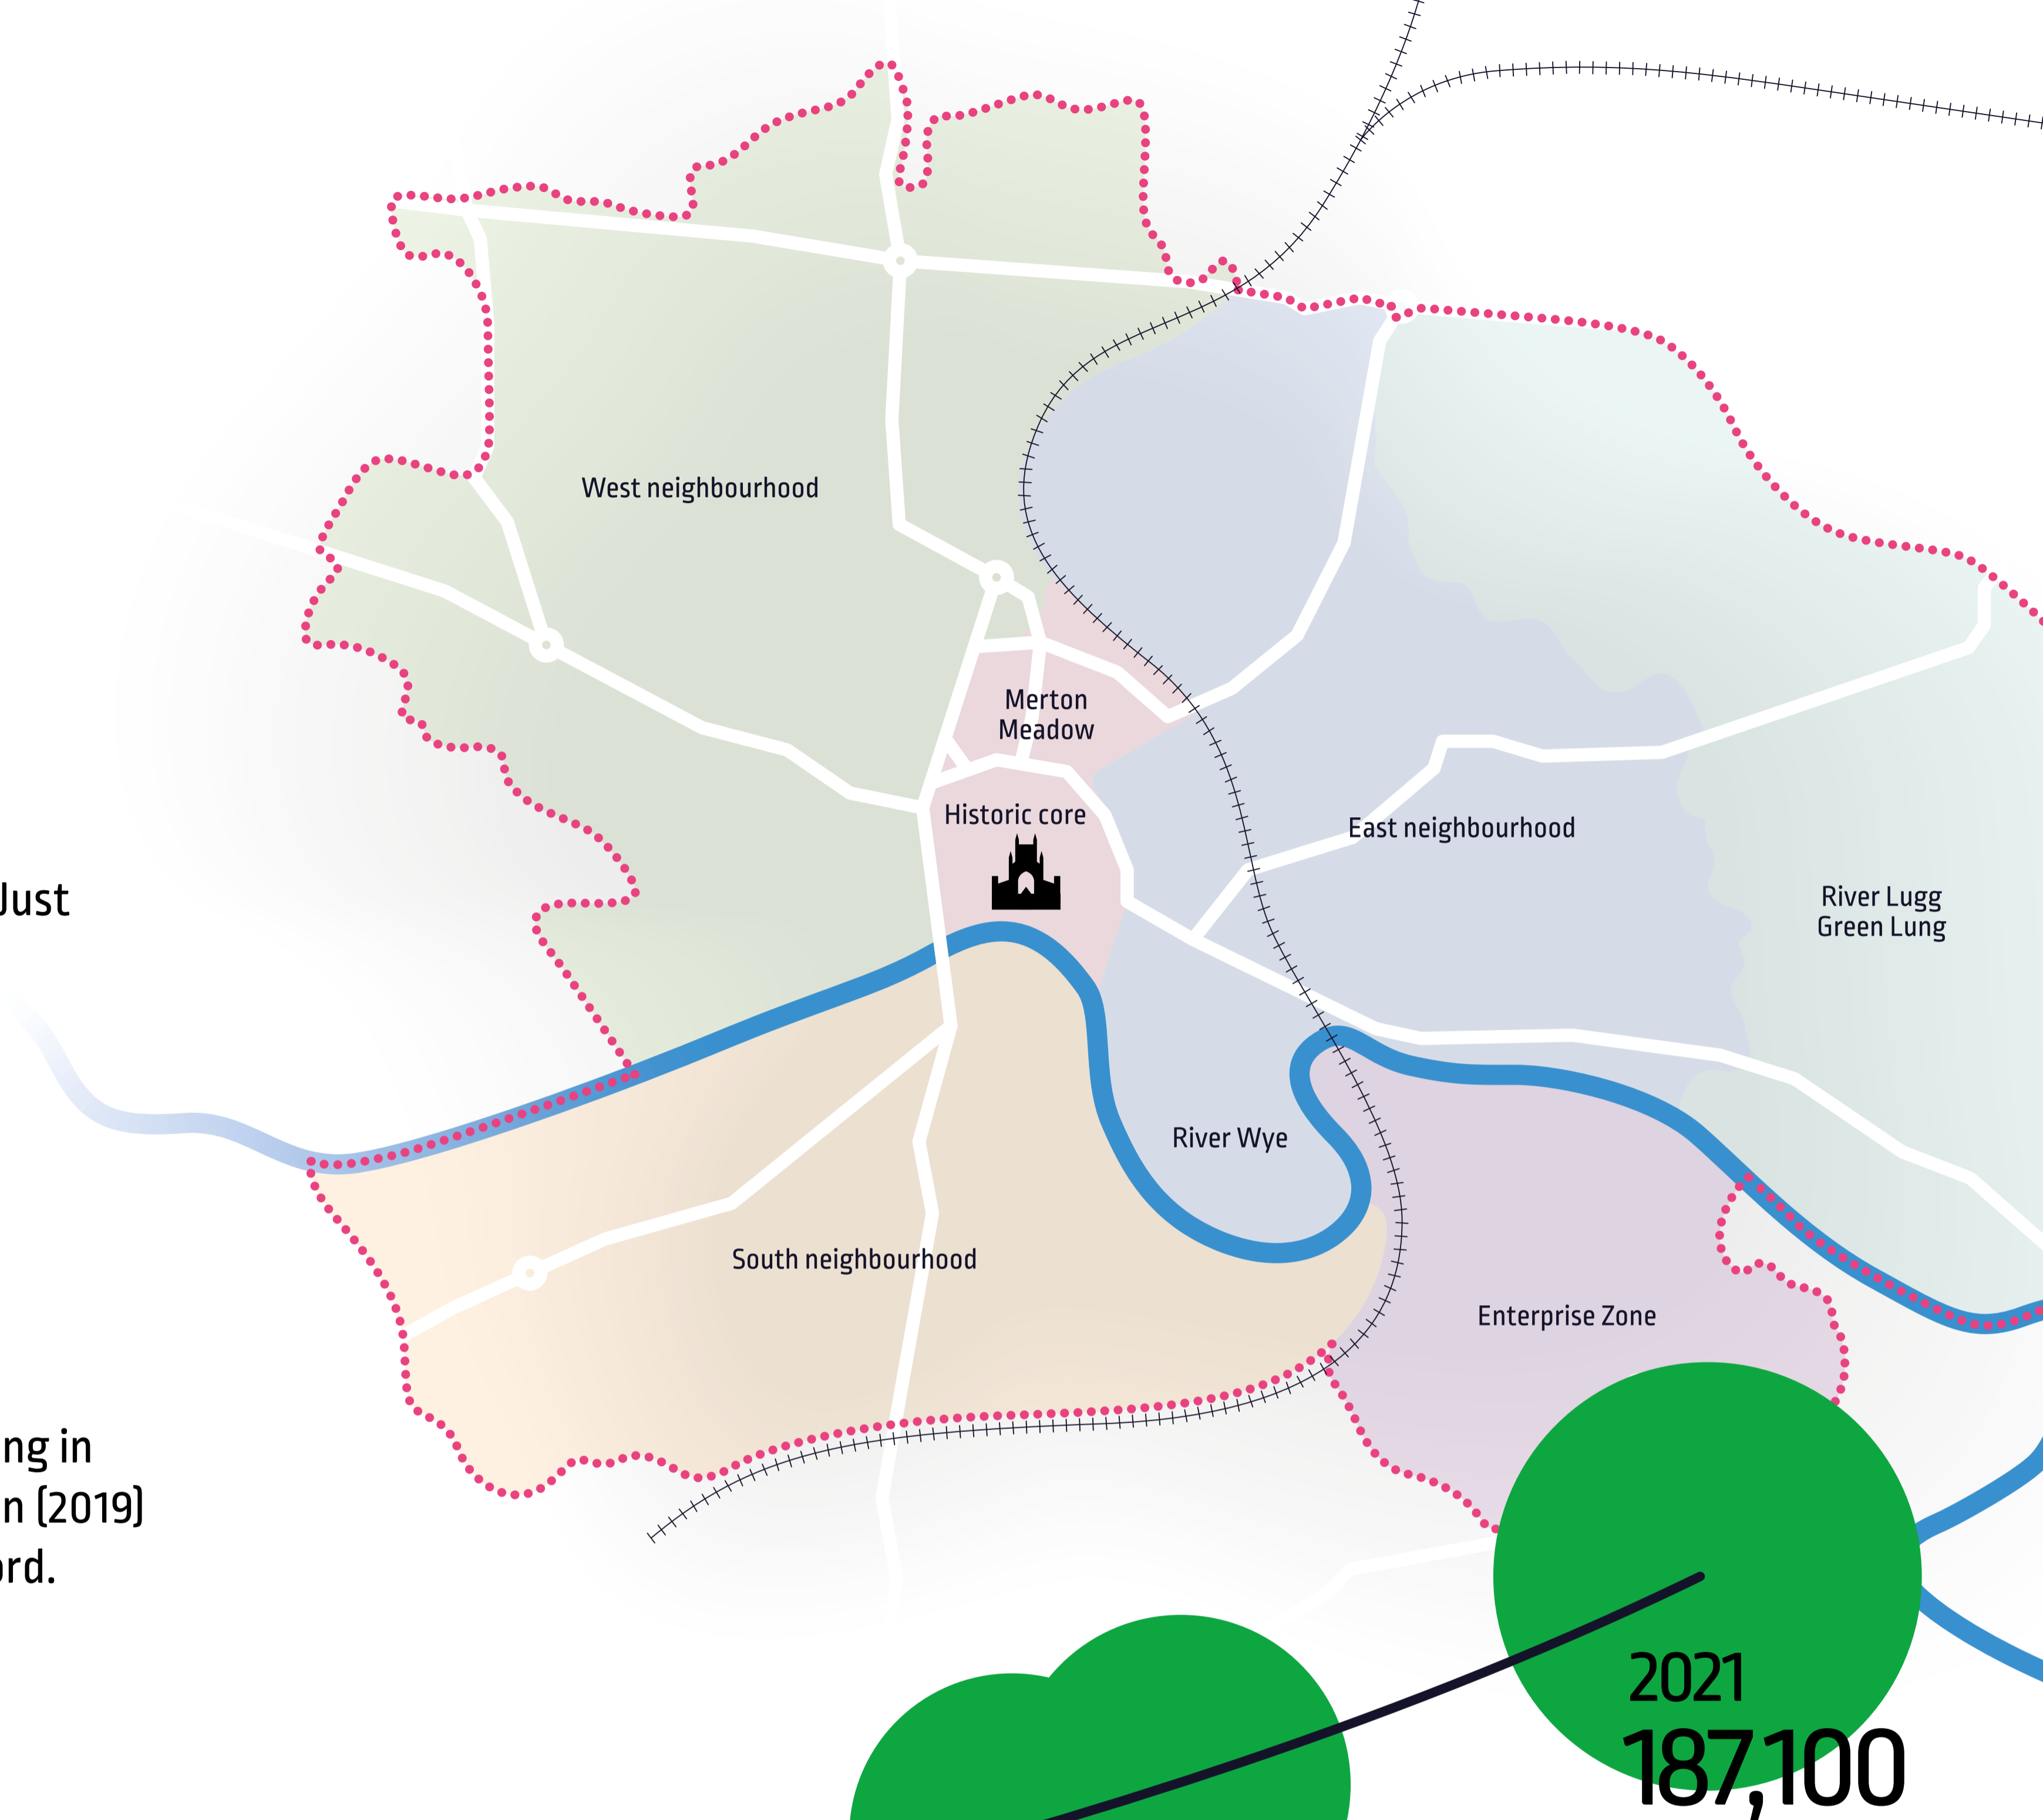 West neighbourhood
Merton
Meadow
Historic core
East neighbourhood
Just
River Lugg
Green Lung
River Wye
South neighbourhood
Enterprise Zone
ng in
n (2019)
rd.
2021
187,100